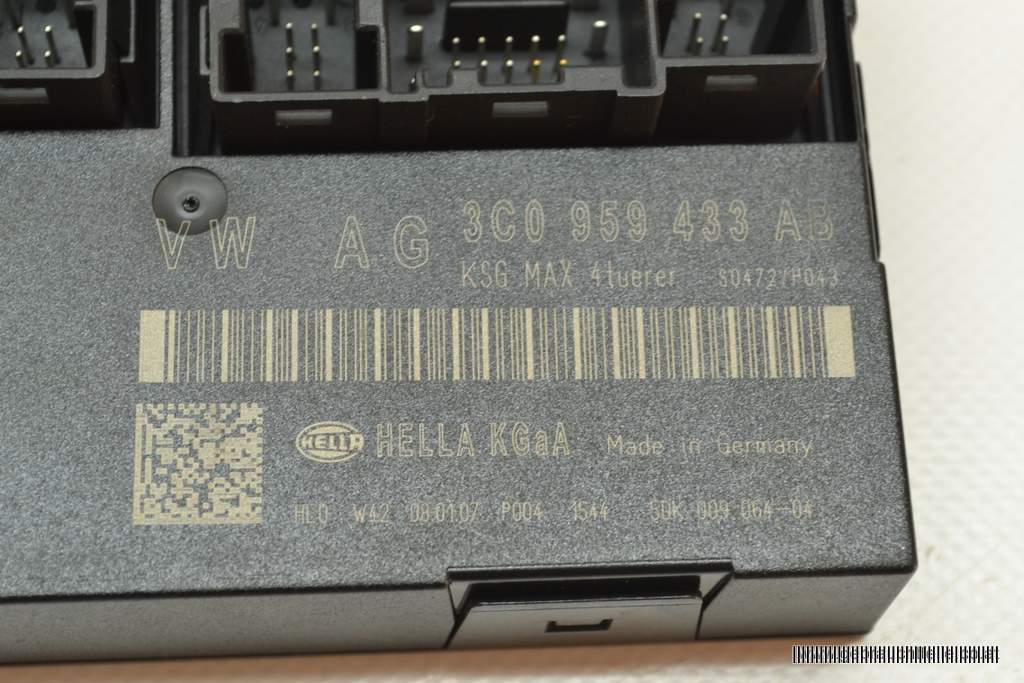 VW AG 3C0 959 433 AB
KSG MAX 4tuerer S0472/P043
HELLA HELLA KGaA Made in Germany
HLO W42 08.01.07 P004 1544 5DK 009 064-04